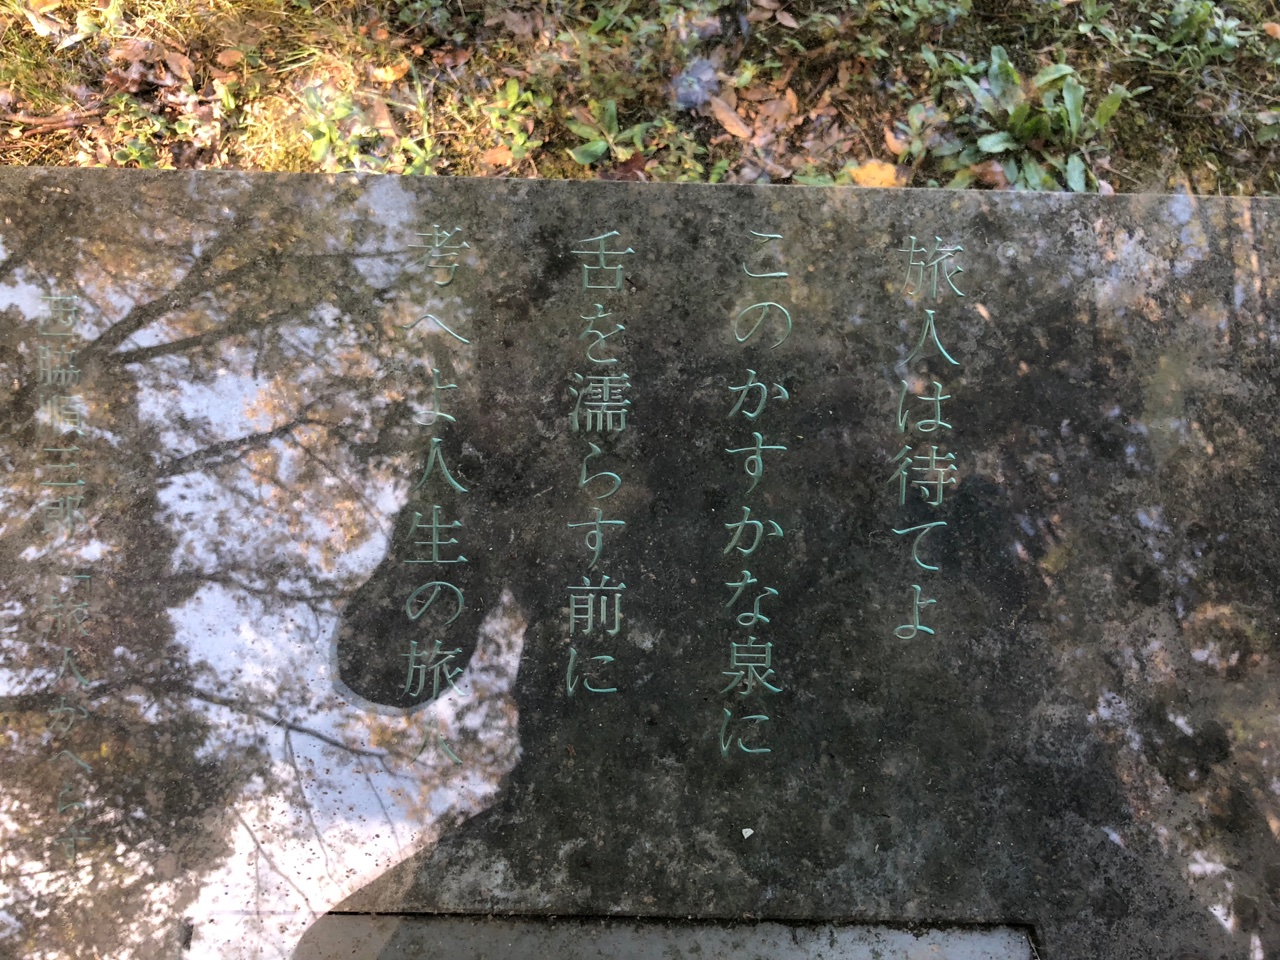 旅人は待てよ
このかすかな泉に
舌を濡らす前に
考へよ人生の旅人
西脇順三郎「旅人かへらず